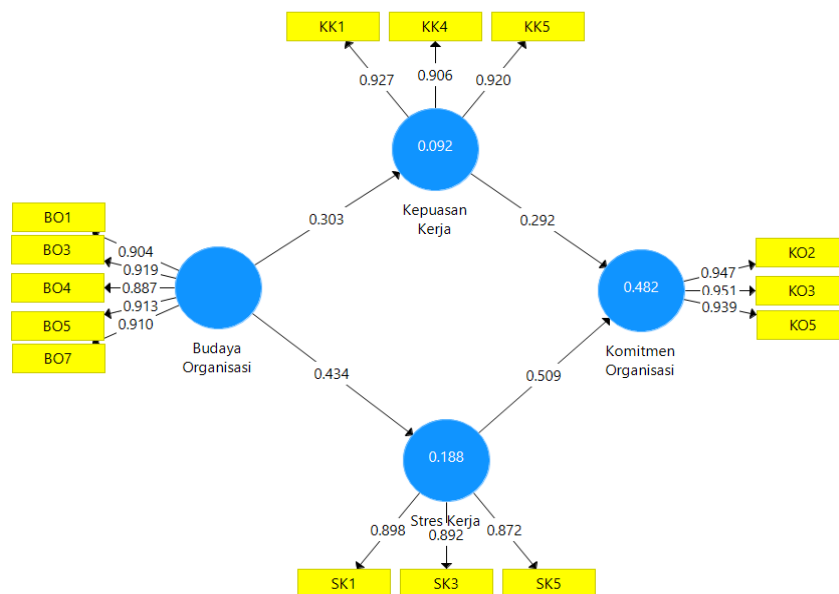 KK1 KK4 KK5
0.927 0.906 0.920
0.092
Kepuasan
Kerja
0.303 0.292
BO1
BO3
BO4
BO5
BO7
0.904
0.919
0.887
0.913
0.910
Budaya
Organisasi
0.482
Komitmen
Organisasi
0.947
0.951
0.939
KO2
KO3
KO5
0.434 0.509
0.188
Stres Kerja
0.898 0.892 0.872
SK1 SK3 SK5